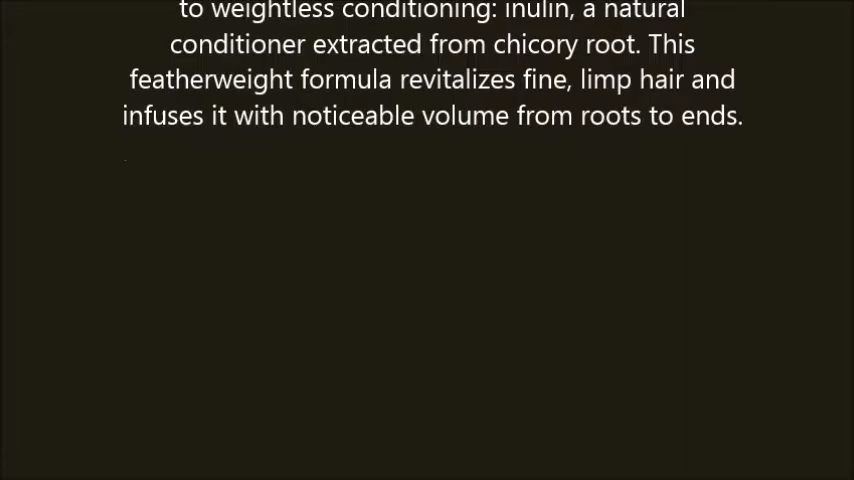 to weightless conditioning: inulin, a natural
conditioner extracted from chicory root. This
featherweight formula revitalizes fine, limp hair and
infuses it with noticeable volume from roots to ends.